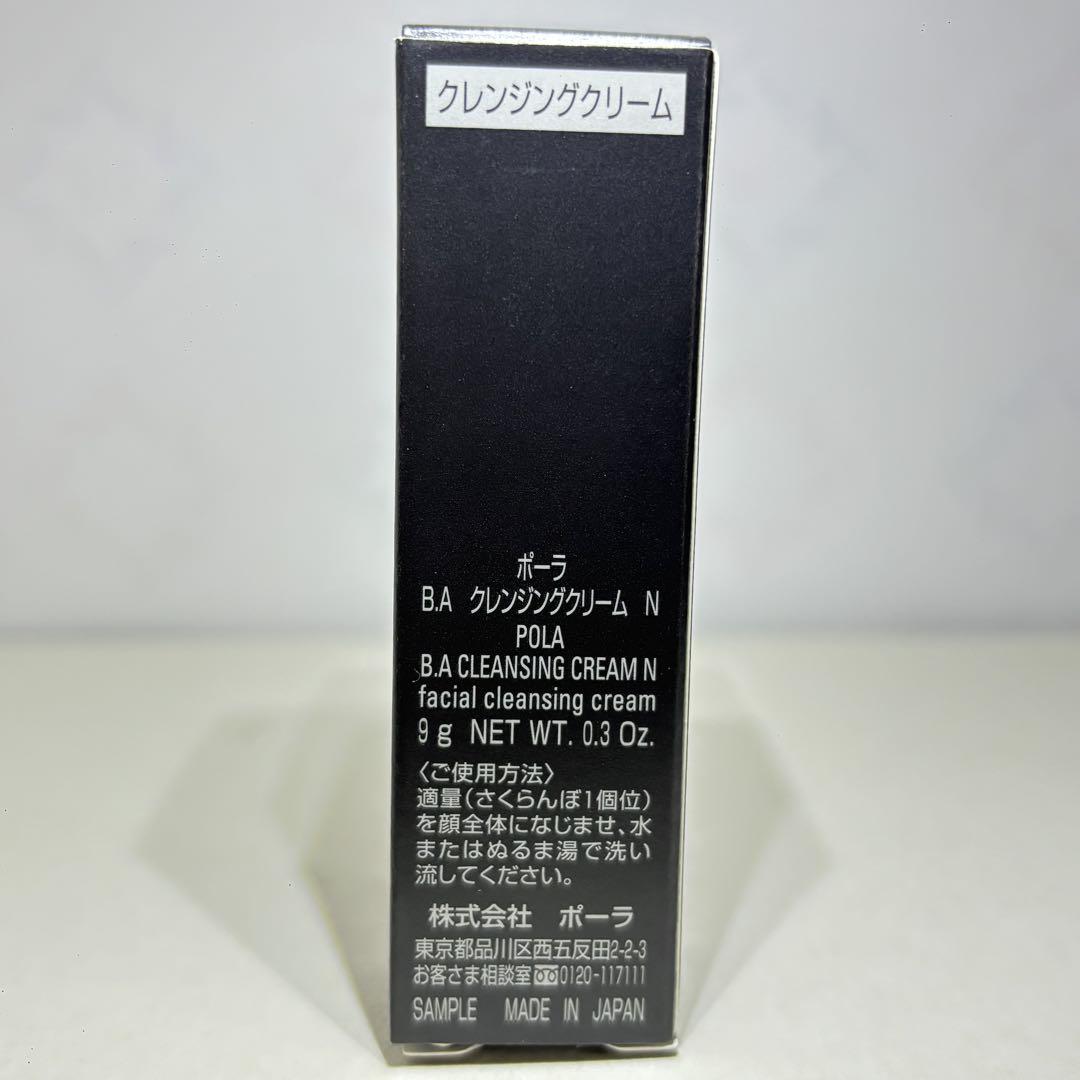 クレンジングクリーム
ポーラ
B.A クレンジングクリーム N
POLA
B.A CLEANSING CREAM N
facial cleansing cream
9 g NET WT. 0.3 Oz.
〈ご使用方法〉
適量(さくらんぼ1個位)
を顔全体になじませ、水
またはぬるま湯で洗い
流してください。
株式会社 ポーラ
東京都品川区西五反田2-2-3
お客さま相談室0120-117111
SAMPLE MADE IN JAPAN